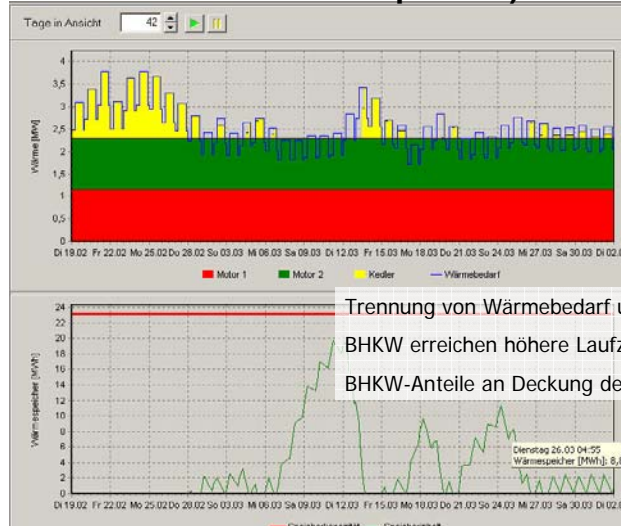 Tage in Ansicht 42
Wärme [MW]
4
3,5
3
2,5
2
1,5
1
0,5
0
Di 19.02 Fr 22.02 Mo 25.02 Do 28.02 So 03.03 Mi 06.03 Sa 09.03 Di 12.03 Fr 15.03 Mo 18.03 Do 21.03 So 24.03 Mi 27.03 Sa 30.03 Di 02.
Motor 1 Motor 2 Keßler Wärmebedarf
Trennung von Wärmebedarf
BHKW erreichen höhere
BHKW-Anteile an Deckung
Wärmespeicher [MWh]
24
22
20
18
16
14
12
10
8
6
4
2
0
Dienstag 26.03 04:55
Wärmespeicher [MWh]: 8,
Di 19.02 Fr 22.02 Mo 25.02 Do 28.02 So 03.03 Mi 06.03 Sa 09.03 Di 12.03 Fr 15.03 Mo 18.03 Do 21.03 So 24.03 Mi 27.03 Sa 30.03 Di 02.